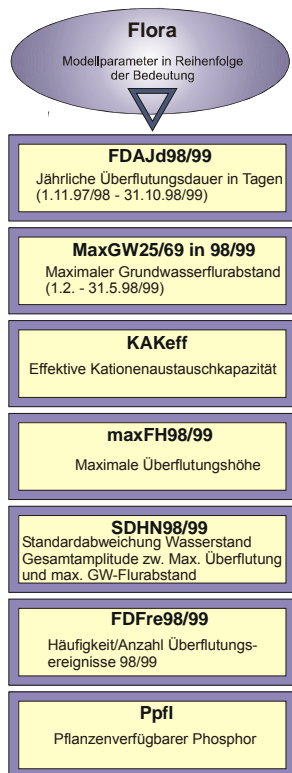 Flora
Modellparameter in Reihenfolge
der Bedeutung
FDAJd98/99
Jährliche Überflutungsdauer in Tagen
(1.11.97/98 - 31.10.98/99)
MaxGW25/69 in 98/99
Maximaler Grundwasserflurabstand
(1.2. - 31.5.98/99)
KAKeff
Effektive Kationenaustauschkapazität
maxFH98/99
Maximale Überflutungshöhe
SDHN98/99
Standardabweichung Wasserstand
Gesamtamplitude zw. Max. Überflutung
und max. GW-Flurabstand
FDFre98/99
Häufigkeit/Anzahl Überflutungs-
ereignisse 98/99
Ppfl
Pflanzenverfügbarer Phosphor